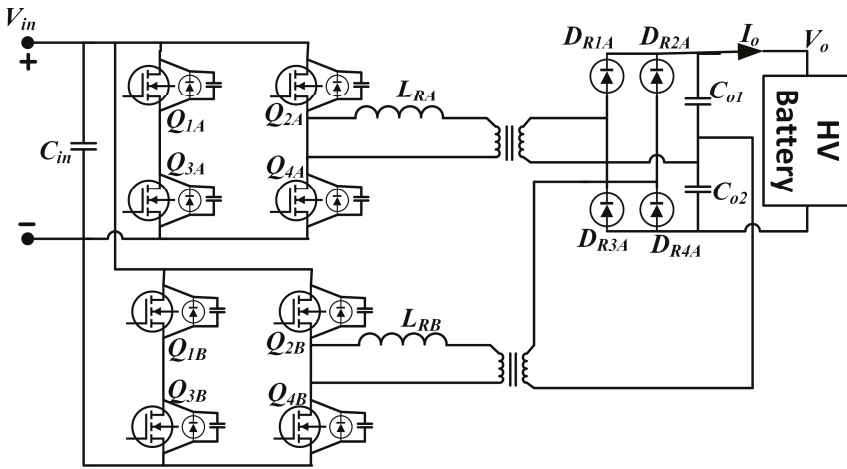 V_in
+
C_in
−
Q_1A
Q_2A
Q_3A
Q_4A
L_RA
D_R1A
D_R2A
I_o
V_o
C_o1
C_o2
HV
Battery
D_R3A
D_R4A
Q_1B
Q_2B
Q_3B
Q_4B
L_RB